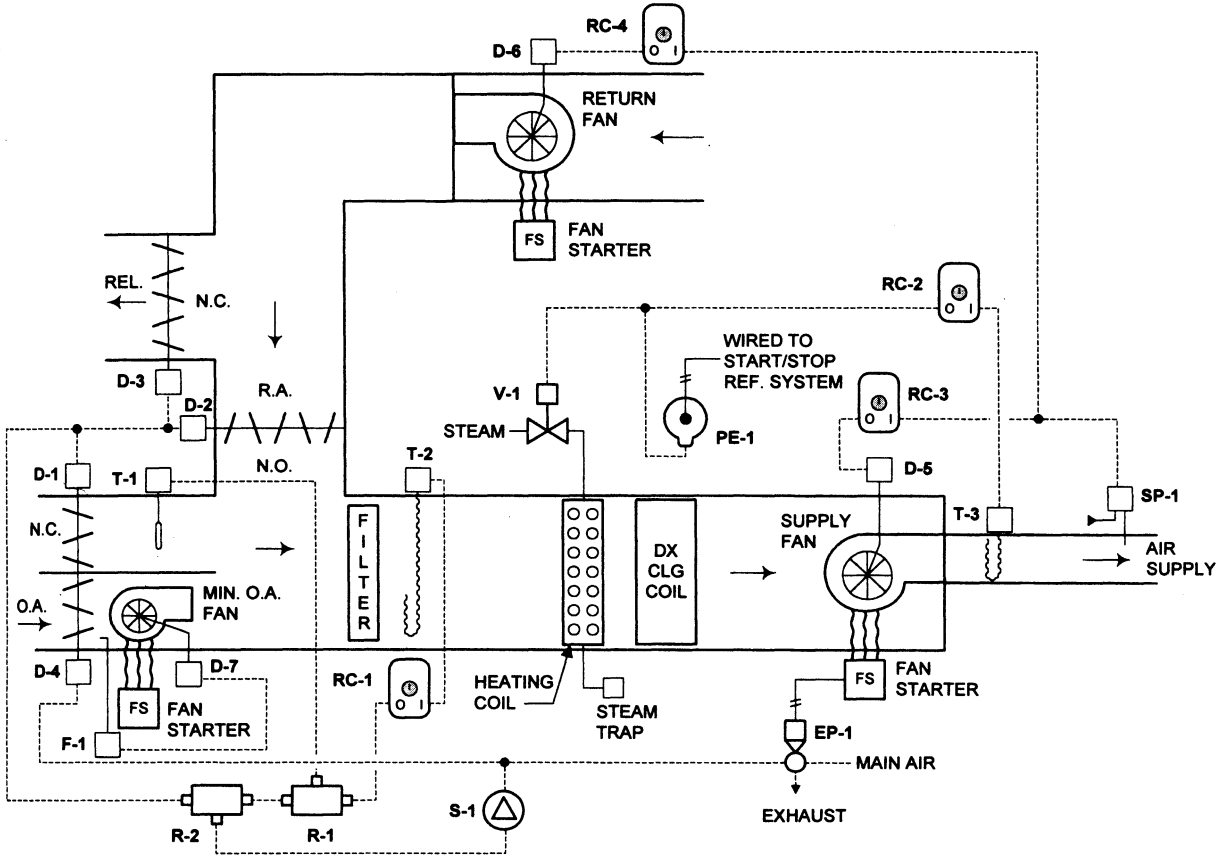 RC-4
O I
D-6
RETURN
FAN
FS
FAN
STARTER
REL.
N.C.
RC-2
O I
D-3
R.A.
WIRED TO
START/STOP
REF. SYSTEM
V-1
D-2
RC-3
O I
STEAM
PE-1
N.O.
D-1
T-1
T-2
D-5
SP-1
N.C.
FILTER
SUPPLY
FAN
T-3
AIR
SUPPLY
DX
CLG
COIL
O.A.
MIN. O.A.
FAN
D-4
D-7
RC-1
O I
HEATING
COIL
STEAM
TRAP
FS
FAN
STARTER
FS
FAN
STARTER
F-1
EP-1
MAIN AIR
EXHAUST
R-2
R-1
S-1